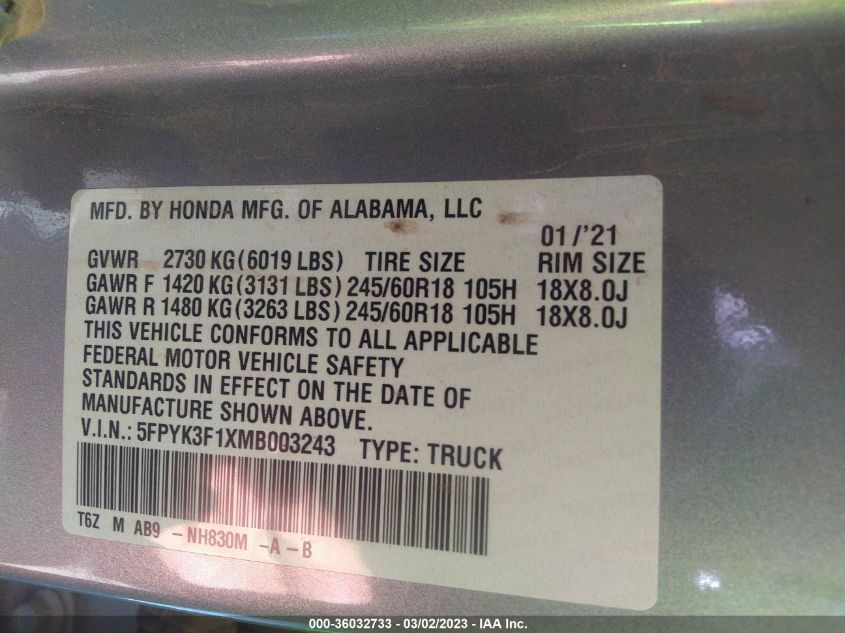 MFD. BY HONDA MFG. OF ALABAMA, LLC
01/'21
GVWR 2730 KG(6019 LBS) TIRE SIZE RIM SIZE
GAWR F 1420 KG(3131 LBS) 245/60R18 105H 18X8.0J
GAWR R 1480 KG(3263 LBS) 245/60R18 105H 18X8.0J
THIS VEHICLE CONFORMS TO ALL APPLICABLE
FEDERAL MOTOR VEHICLE SAFETY
STANDARDS IN EFFECT ON THE DATE OF
MANUFACTURE SHOWN ABOVE.
V.I.N.: 5FPYK3F1XMB003243 TYPE: TRUCK
T6Z M AB9 -NH830M -A-B
000-36032733 - 03/02/2023 - IAA Inc.